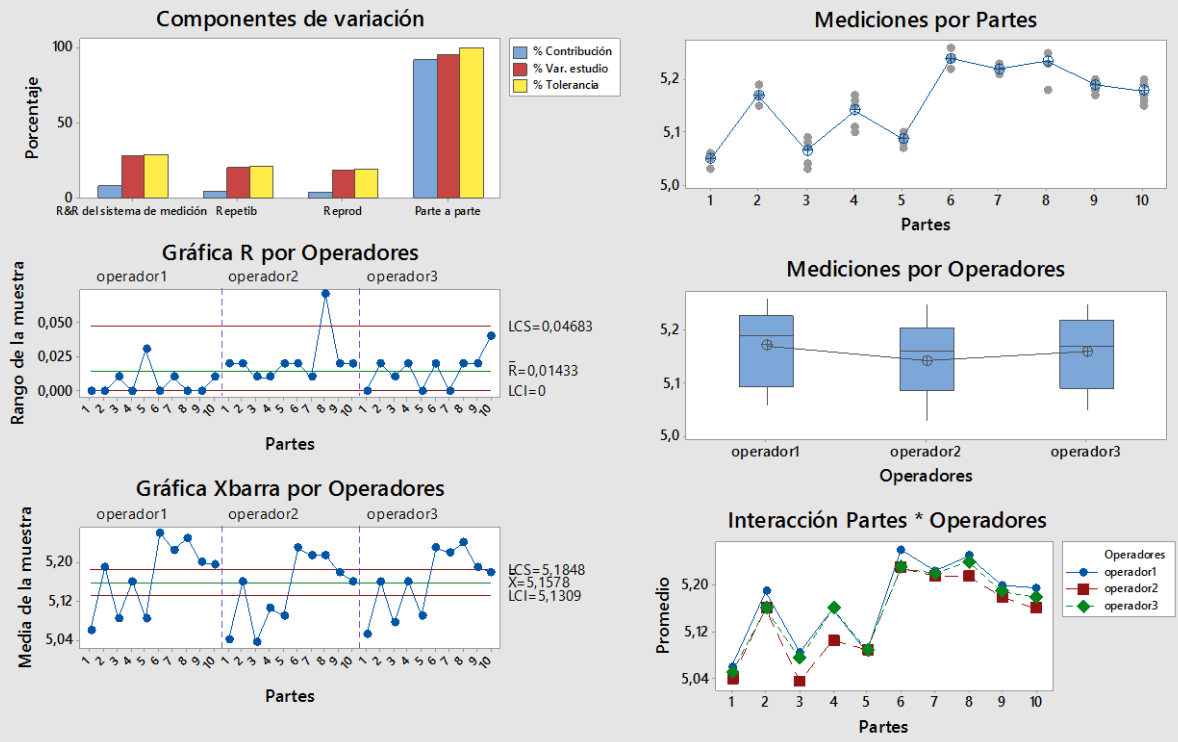 Componentes de variación
Porcentaje
100
50
0
R&R del sistema de medición Repetib Reprod Parte a parte
% Contribución
% Var. estudio
% Tolerancia
Gráfica R por Operadores
operador1 operador2 operador3
Rango de la muestra
0,050
0,025
0,000
1 2 3 4 5 6 7 8 9 10 1 2 3 4 5 6 7 8 9 10 1 2 3 4 5 6 7 8 9 10
LCS=0,04683
R=0,01433
LCI=0
Partes
Gráfica Xbarra por Operadores
operador1 operador2 operador3
Media de la muestra
5,20
5,12
5,04
1 2 3 4 5 6 7 8 9 10 1 2 3 4 5 6 7 8 9 10 1 2 3 4 5 6 7 8 9 10
LCS=5,1848
X=5,1578
LCI=5,1309
Partes
Mediciones por Partes
5,2
5,1
5,0
1 2 3 4 5 6 7 8 9 10
Partes
Mediciones por Operadores
5,2
5,1
5,0
operador1 operador2 operador3
Operadores
Interacción Partes * Operadores
Promedio
5,20
5,12
5,04
1 2 3 4 5 6 7 8 9 10
Partes
Operadores
operador1
operador2
operador3